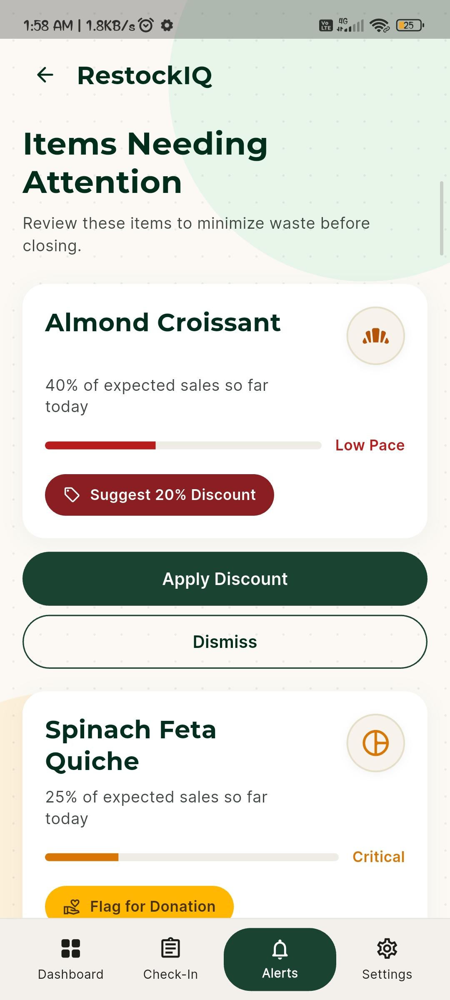 1:58 AM | 1.8KB/s
Vo LTE 4G 25
RestockIQ
Items Needing
Attention
Review these items to minimize waste before
closing.
Almond Croissant
40% of expected sales so far
today
Low Pace
Suggest 20% Discount
Apply Discount
Dismiss
Spinach Feta
Quiche
25% of expected sales so far
today
Critical
Flag for Donation
Dashboard
Check-In
Alerts
Settings